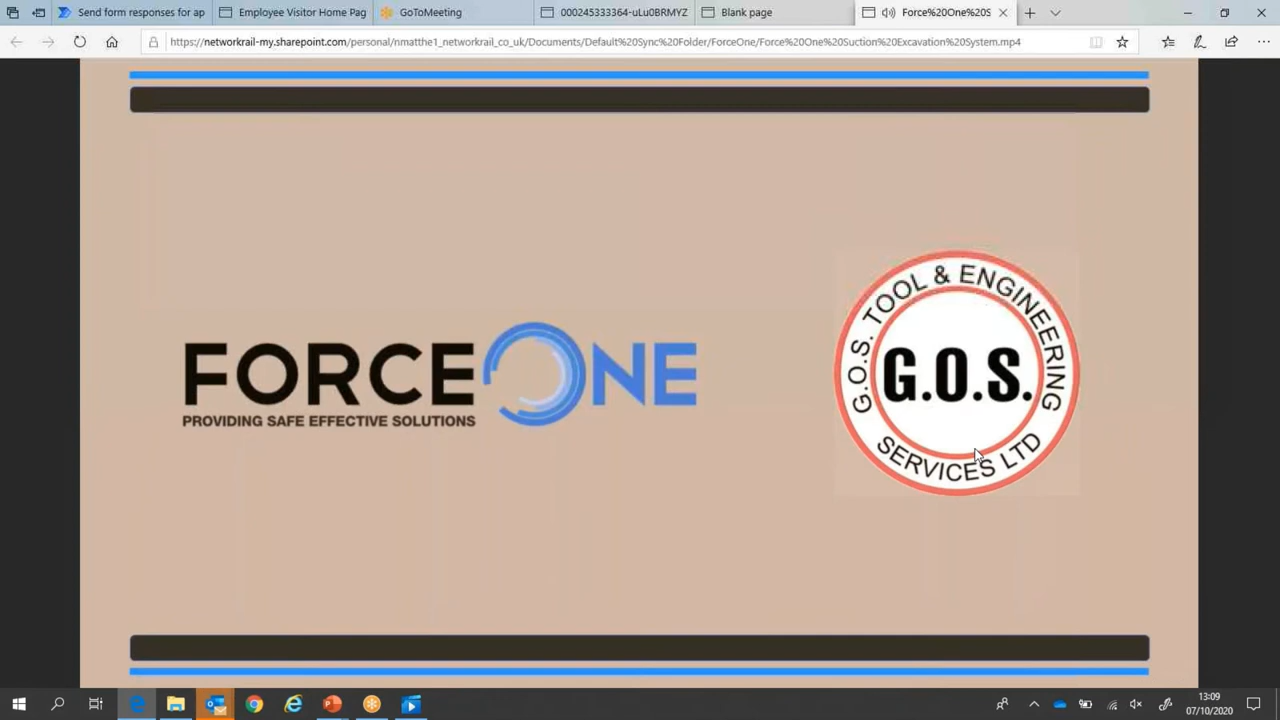 Send form responses for ap
Employee Visitor Home Pag
GoToMeeting
000245333364-uLu0BRMYZ
Blank page
Force%20One%20S
https://networkrail-my.sharepoint.com/personal/nmatthe1_networkrail_co_uk/Documents/Default%20Sync%20Folder/ForceOne/Force%20One%20Suction%20Excavation%20System.mp4
FORCEONE
PROVIDING SAFE EFFECTIVE SOLUTIONS
G.O.S. TOOL & ENGINEERING
G.O.S.
SERVICES LTD
13:09
07/10/2020